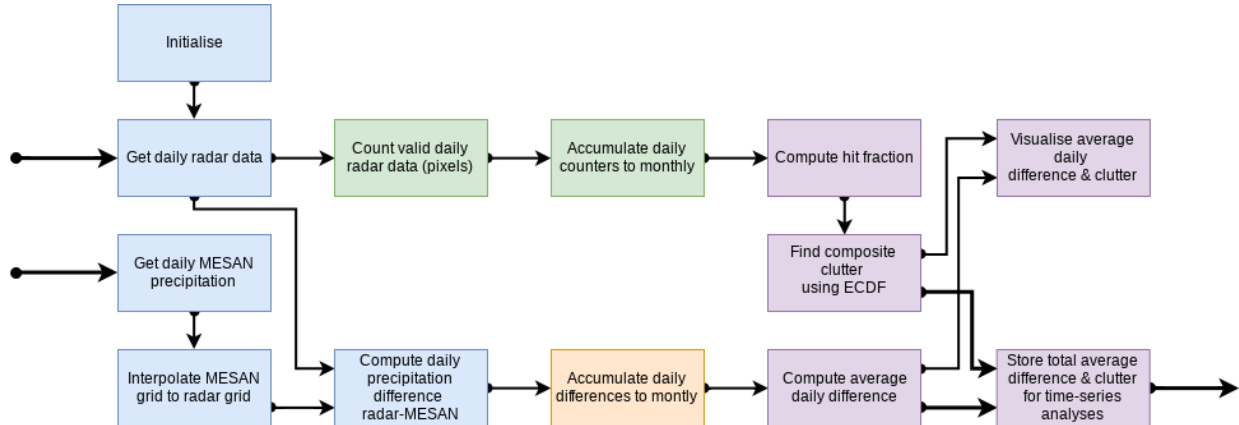 Initialise
Get daily radar data
Count valid daily
radar data (pixels)
Accumulate daily
counters to monthly
Compute hit fraction
Visualise average
daily
difference & clutter
Get daily MESAN
precipitation
Find composite
clutter
using ECDF
Interpolate MESAN
grid to radar grid
Compute daily
precipitation
difference
radar-MESAN
Accumulate daily
differences to montly
Compute average
daily difference
Store total average
difference & clutter
for time-series
analyses